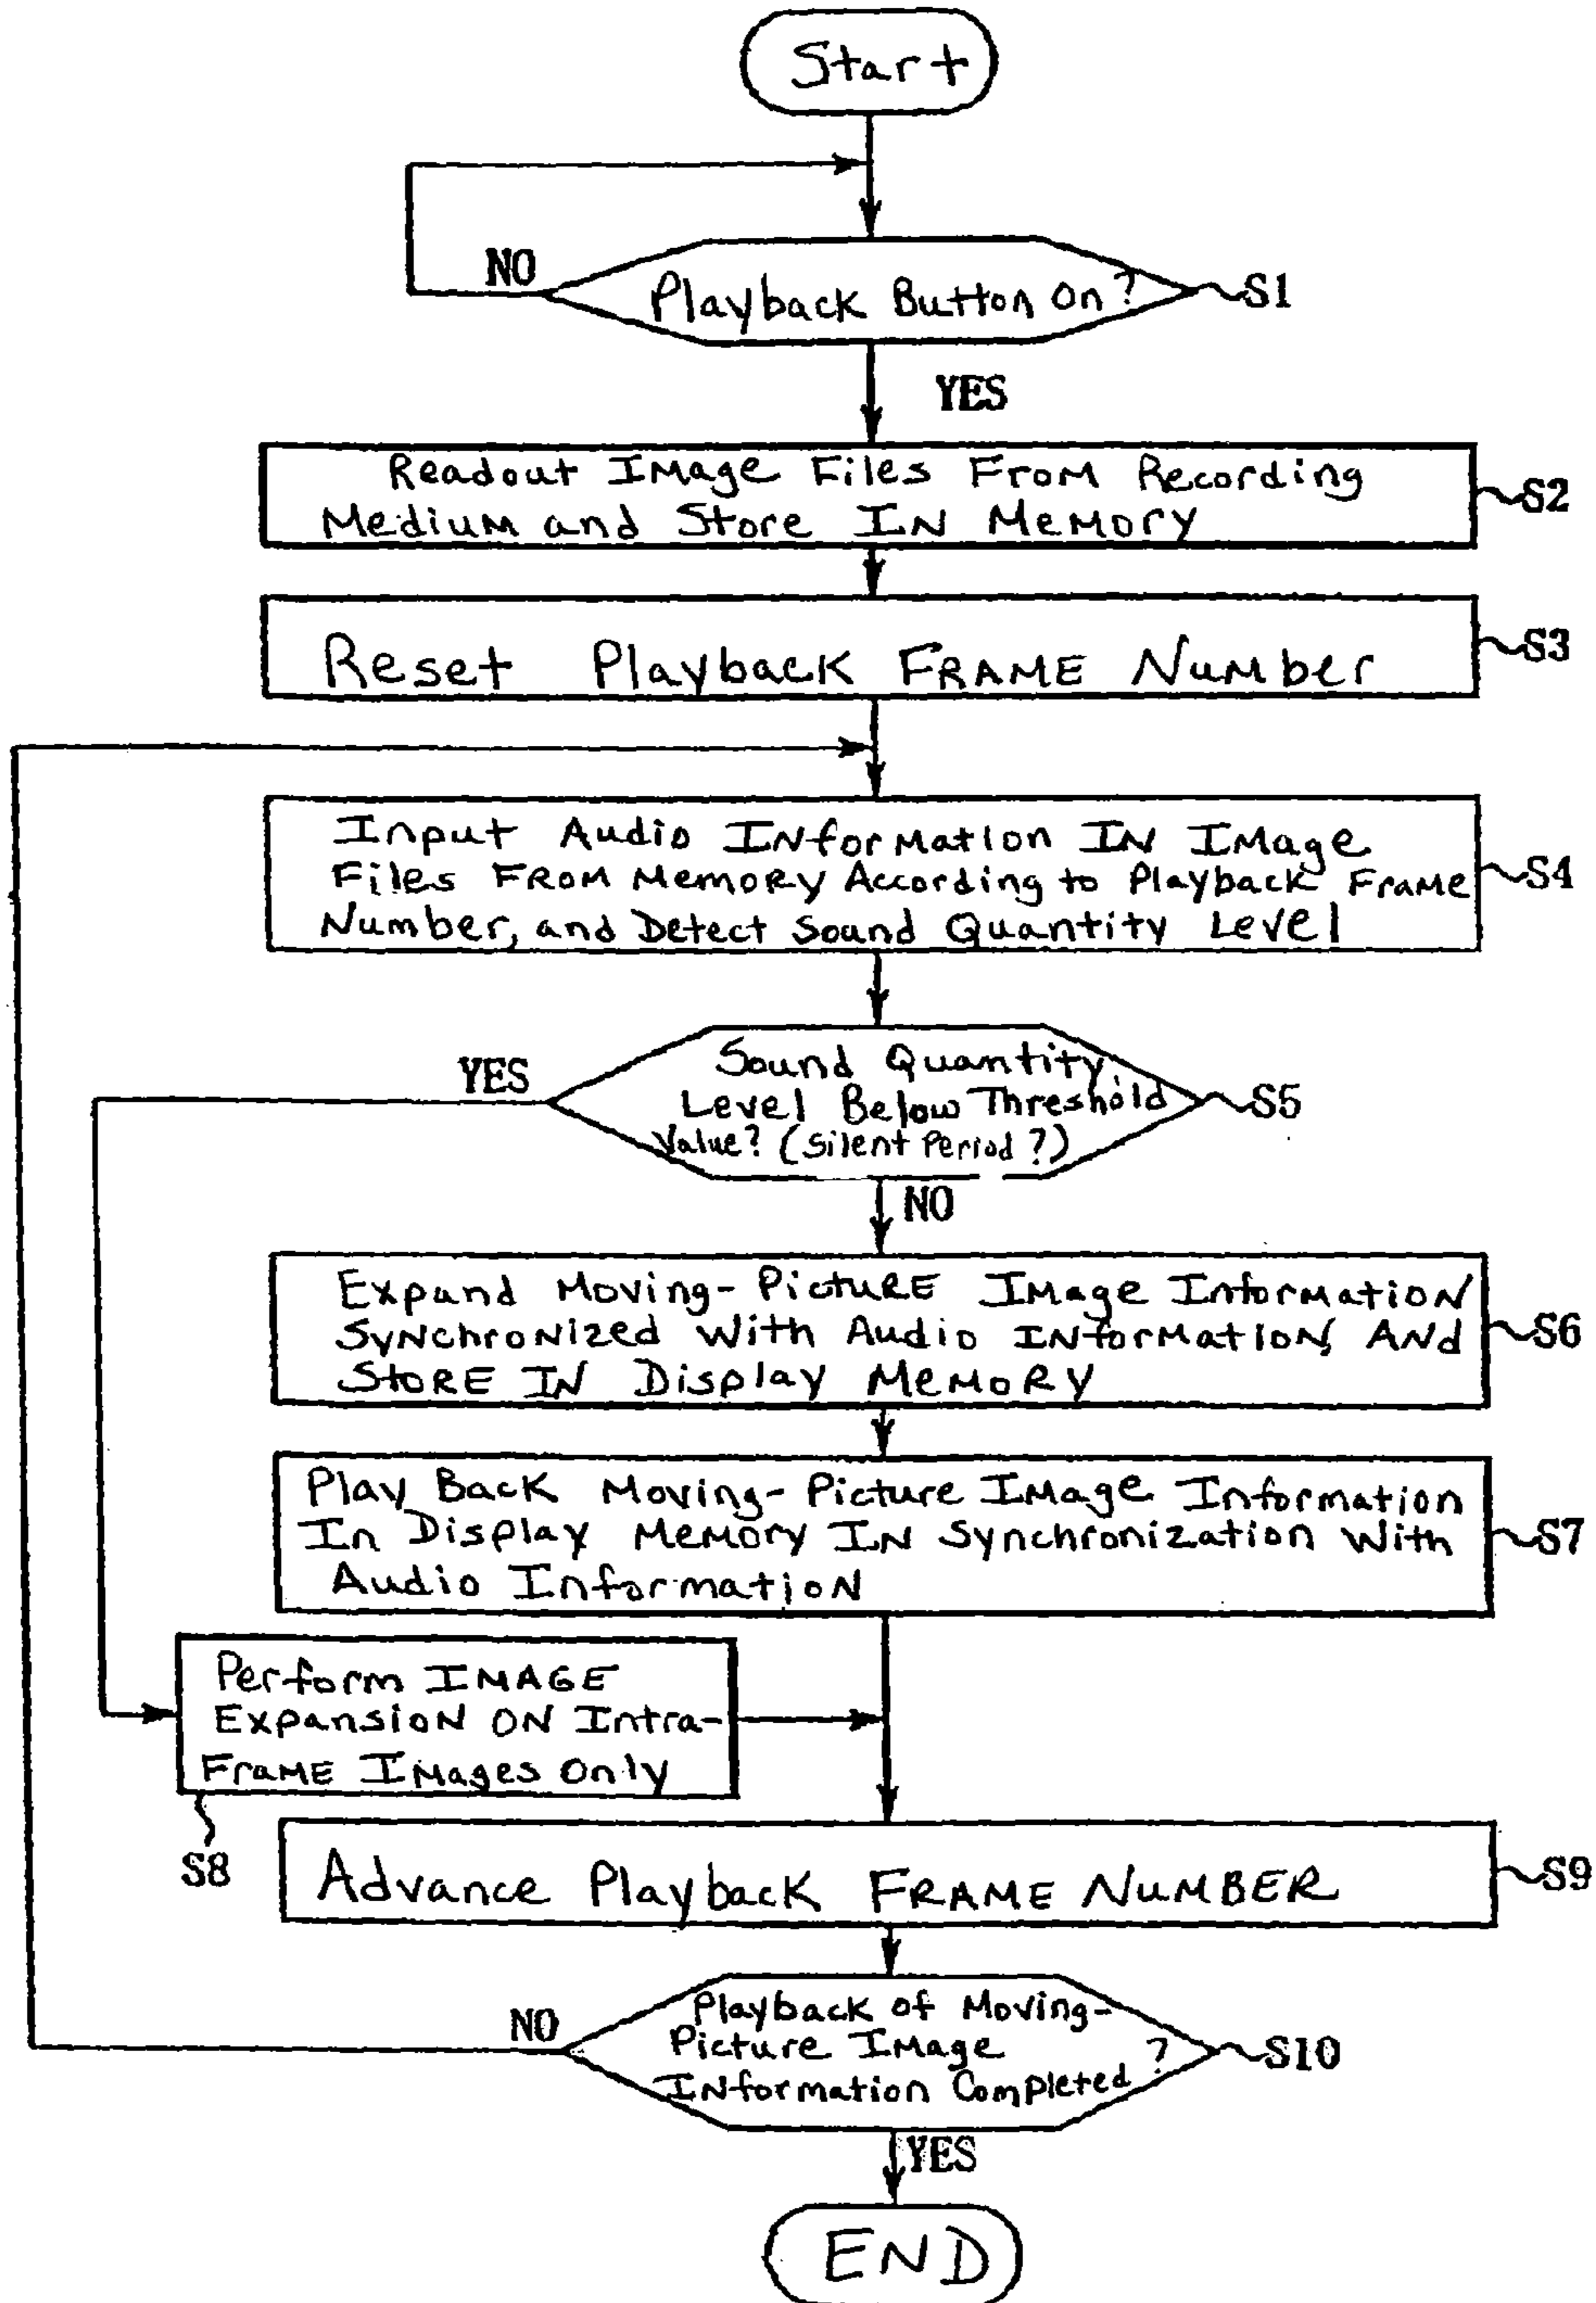 Start
NO
Playback Button On?
S1
YES
Readout Image Files From Recording
Medium and Store IN Memory
S2
Reset Playback FRAME Number
S3
Input Audio INformation IN Image
Files FROM Memory According to Playback Frame
Number, and Detect Sound Quantity Level
S4
YES
Sound Quantity
Level Below Threshold
Value? (Silent Period?)
S5
NO
Expand Moving-PictuRE Image InformatioN
SyNchroNized With Audio INformatioN, ANd
StoRE IN Display MemoRy
S6
Play Back Moving-Picture Image Information
In Display Memory IN Synchronization With
Audio InformatioN
S7
Perform IMAGE
ExpansioN ON Intra-
FraME Images Only
S8
Advance Playback FRAME NUMBER
S9
NO
Playback of Moving-
Picture Image
INformation Completed?
S10
YES
END